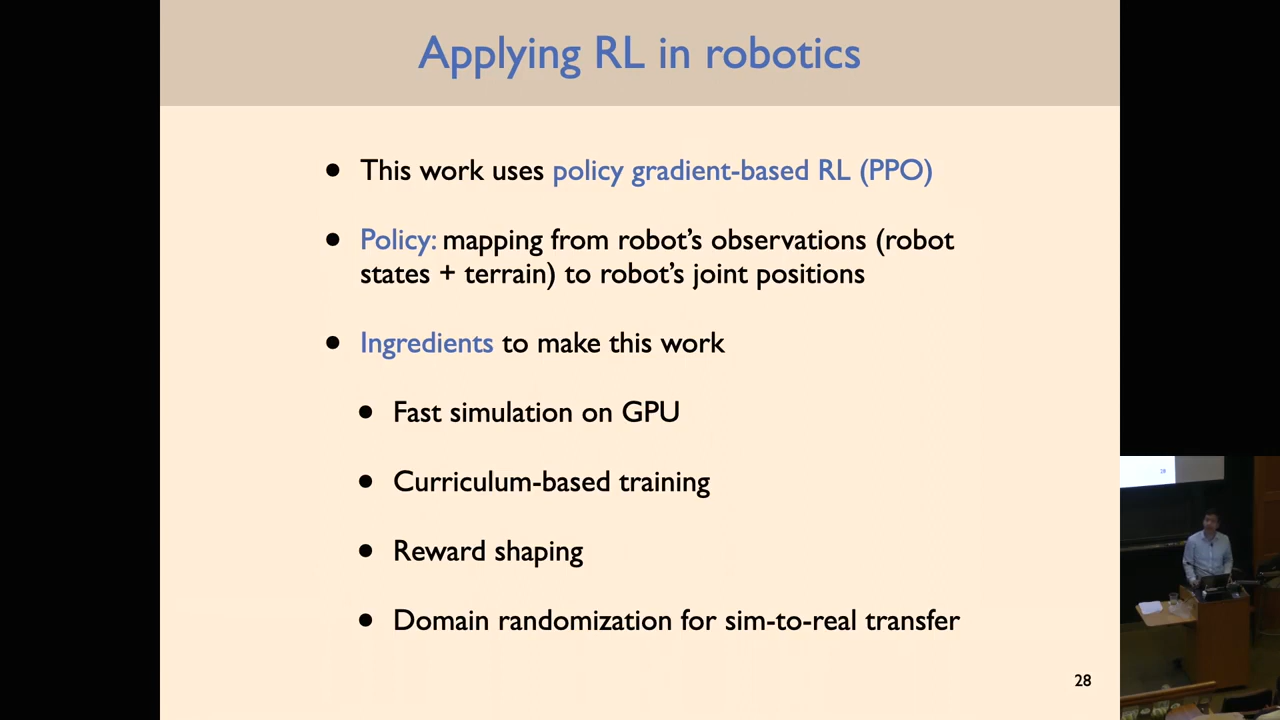 Applying RL in robotics
• This work uses policy gradient-based RL (PPO)
• Policy: mapping from robot's observations (robot
states + terrain) to robot's joint positions
• Ingredients to make this work
• Fast simulation on GPU
• Curriculum-based training
• Reward shaping
• Domain randomization for sim-to-real transfer
28
28